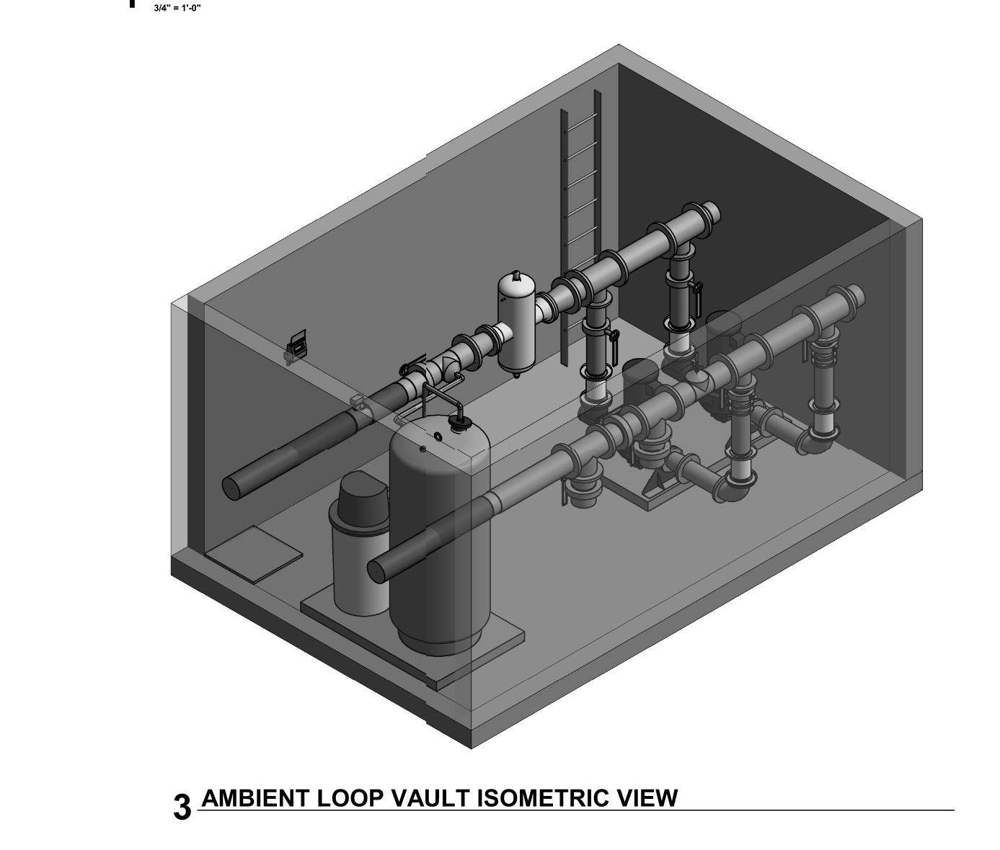 3/4" = 1'-0"
3 AMBIENT LOOP VAULT ISOMETRIC VIEW